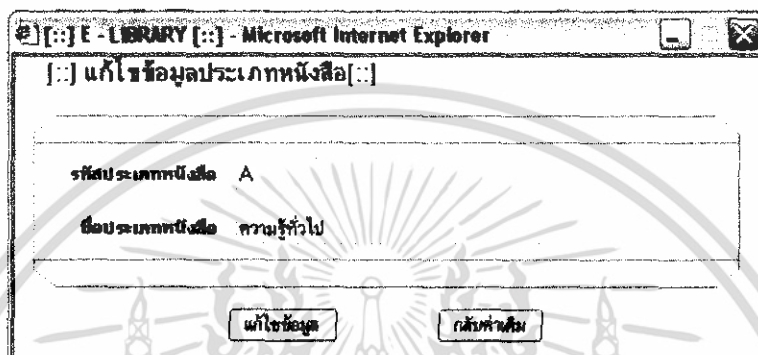 [::] E - LIBRARY [::] - Microsoft Internet Explorer
[::] แก้ไขข้อมูลประเภทหนังสือ[::]
รหัสประเภทหนังสือ A
ชื่อประเภทหนังสือ ความรู้ทั่วไป
แก้ไขข้อมูล กลับค่าเดิม